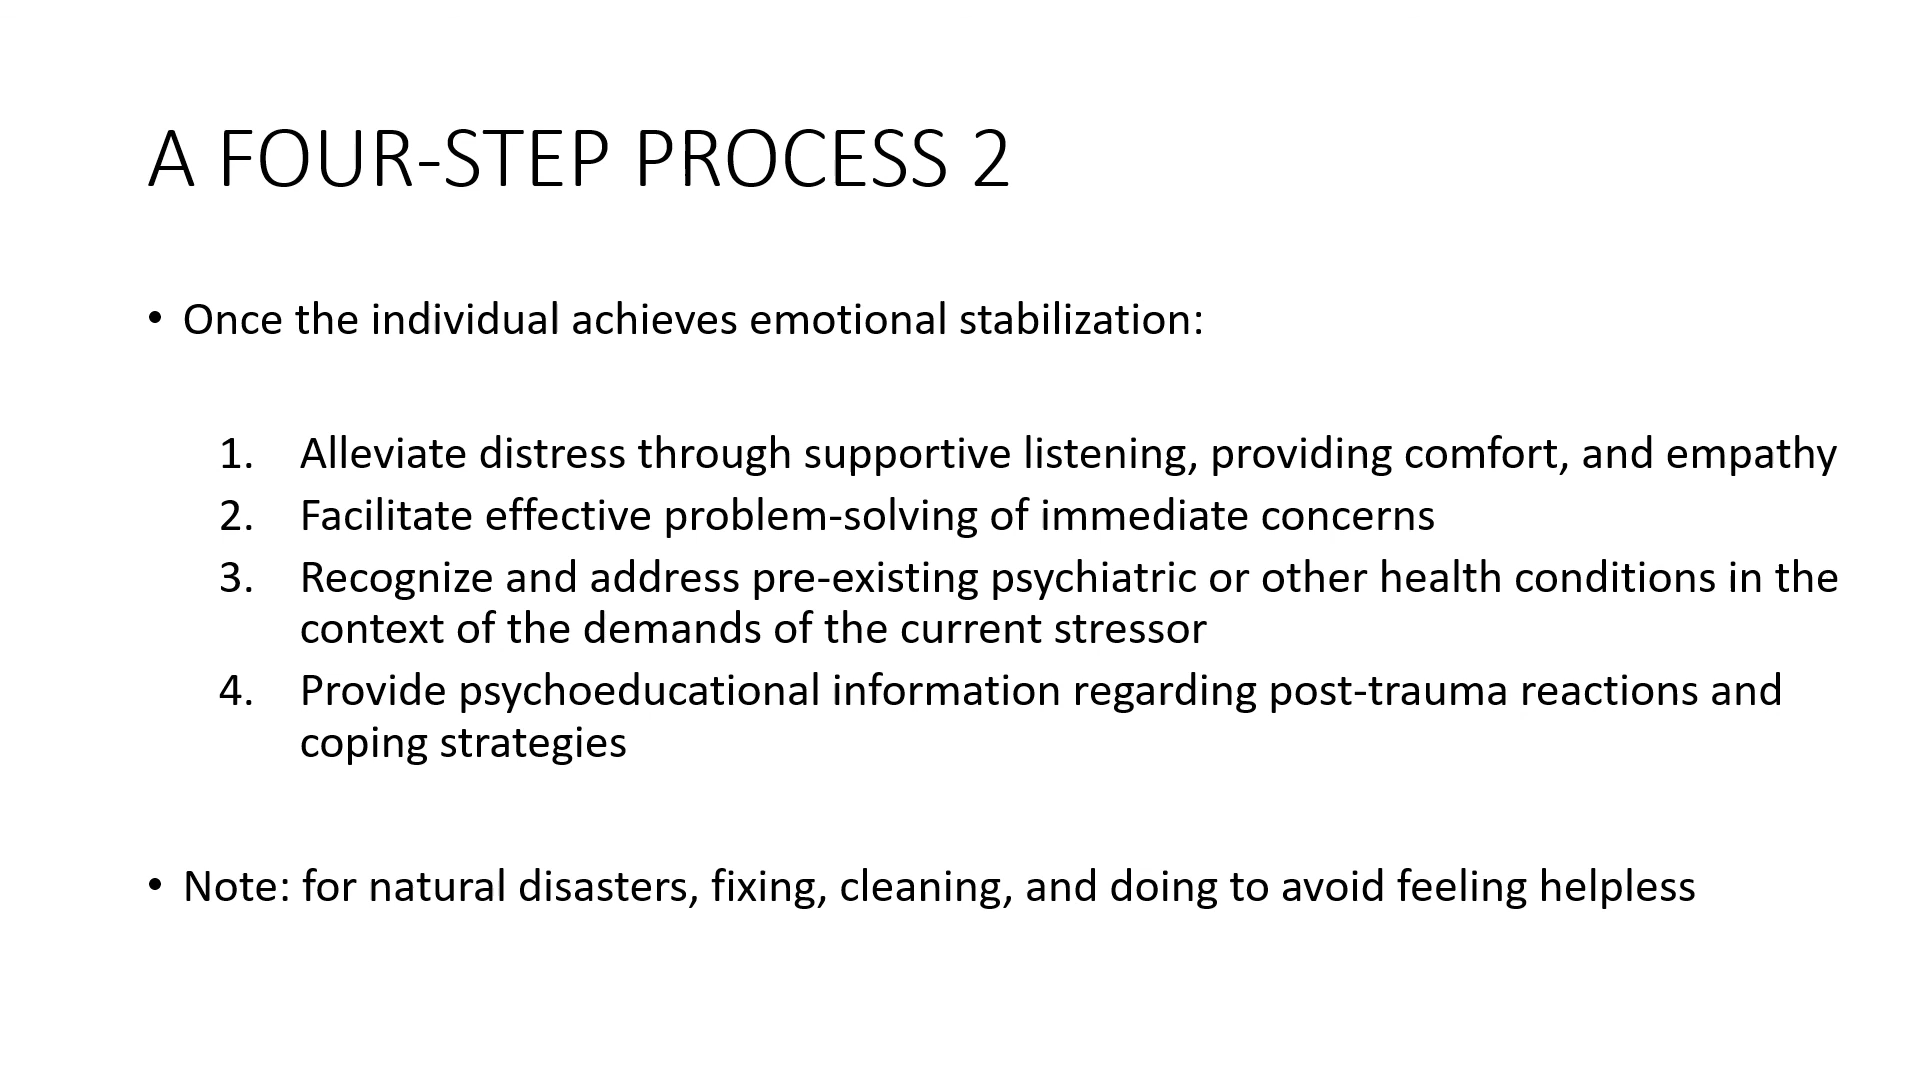 A FOUR-STEP PROCESS 2
• Once the individual achieves emotional stabilization:
1. Alleviate distress through supportive listening, providing comfort, and empathy
2. Facilitate effective problem-solving of immediate concerns
3. Recognize and address pre-existing psychiatric or other health conditions in the
context of the demands of the current stressor
4. Provide psychoeducational information regarding post-trauma reactions and
coping strategies
• Note: for natural disasters, fixing, cleaning, and doing to avoid feeling helpless